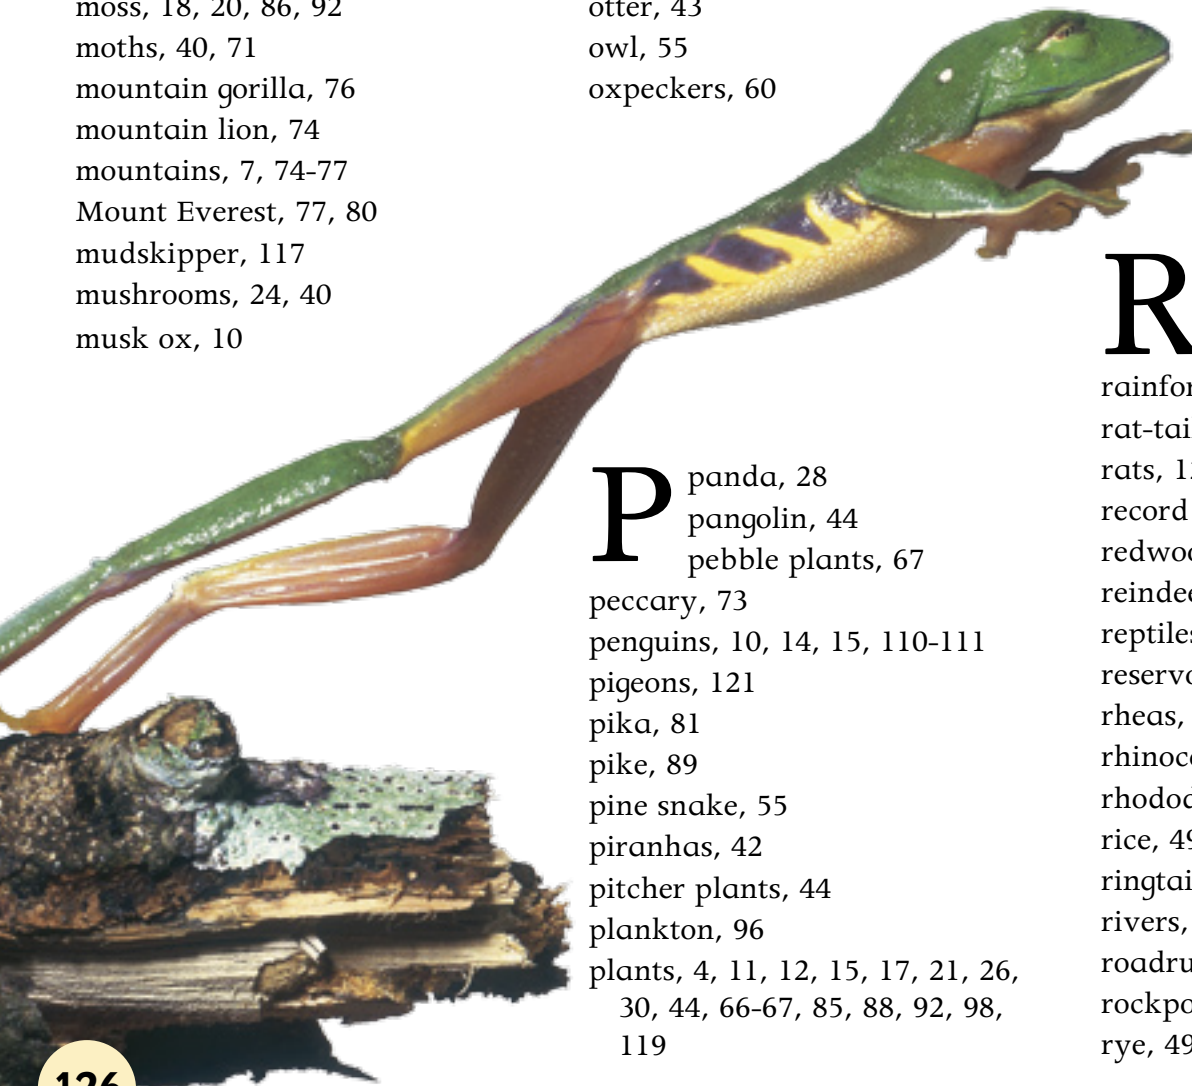 moss, 18, 20, 86, 92
moths, 40, 71
mountain gorilla, 76
mountain lion, 74
mountains, 7, 74-77
Mount Everest, 77, 80
mudskipper, 117
mushrooms, 24, 40
musk ox, 10
otter, 43
owl, 55
oxpeckers, 60
P
panda, 28
pangolin, 44
pebble plants, 67
peccary, 73
penguins, 10, 14, 15, 110-111
pigeons, 121
pika, 81
pike, 89
pine snake, 55
piranhas, 42
pitcher plants, 44
plankton, 96
plants, 4, 11, 12, 15, 17, 21, 26,
30, 44, 66-67, 85, 88, 92, 98,
119
R
rats,
record
rice,
rivers,
rheas,
rye, 49
126